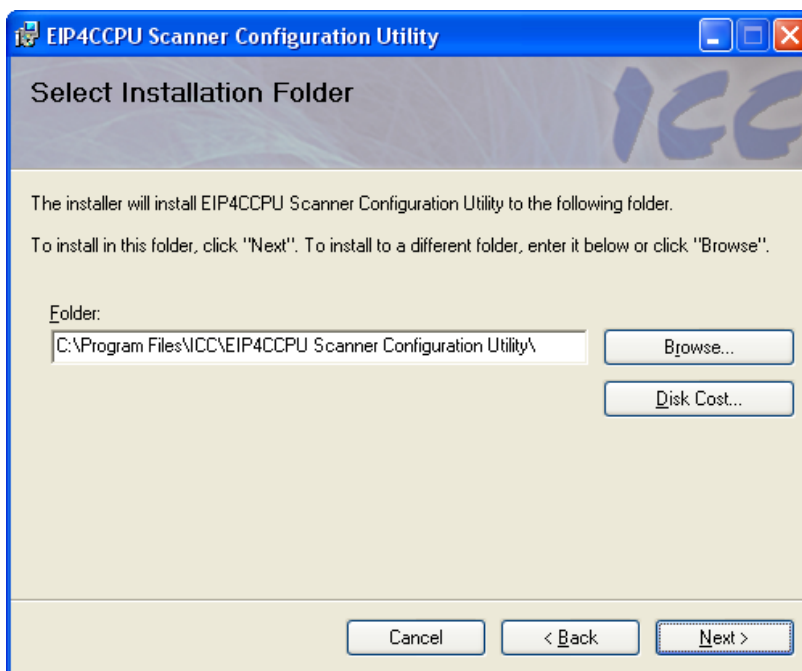 EIP4CCPU Scanner Configuration Utility
Select Installation Folder
ICC
The installer will install EIP4CCPU Scanner Configuration Utility to the following folder.
To install in this folder, click "Next". To install to a different folder, enter it below or click "Browse".
Folder:
C:\Program Files\ICC\EIP4CCPU Scanner Configuration Utility\
Browse...
Disk Cost...
Cancel
< Back
Next >